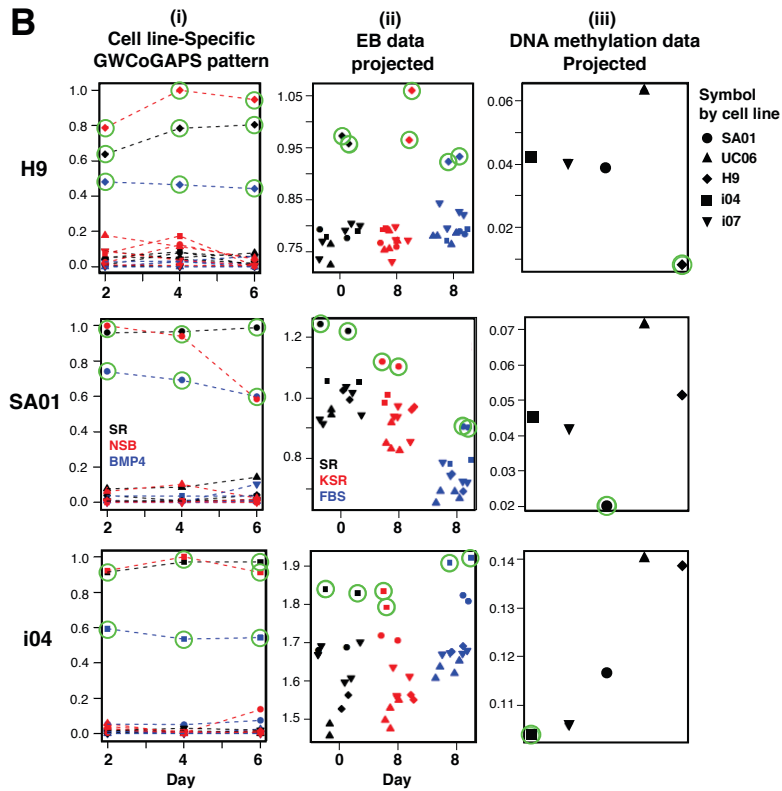 B
(i)
Cell line-Specific
GWCoGAPS pattern
(ii)
EB data
projected
(iii)
DNA methylation data
Projected
Symbol
by cell line
SA01
UC06
H9
i04
i07
H9
1.0
0.8
0.6
0.4
0.2
0.0
2 4 6
1.05
0.95
0.85
0.75
0 8 8
0.06
0.04
0.02
SA01
1.0
0.8
0.6
0.4
0.2
0.0
SR
NSB
BMP4
2 4 6
1.2
1.0
0.8
SR
KSR
FBS
0 8 8
0.07
0.06
0.05
0.04
0.03
0.02
i04
1.0
0.8
0.6
0.4
0.2
0.0
2 4 6
Day
1.9
1.8
1.7
1.6
1.5
0 8 8
Day
0.14
0.13
0.11